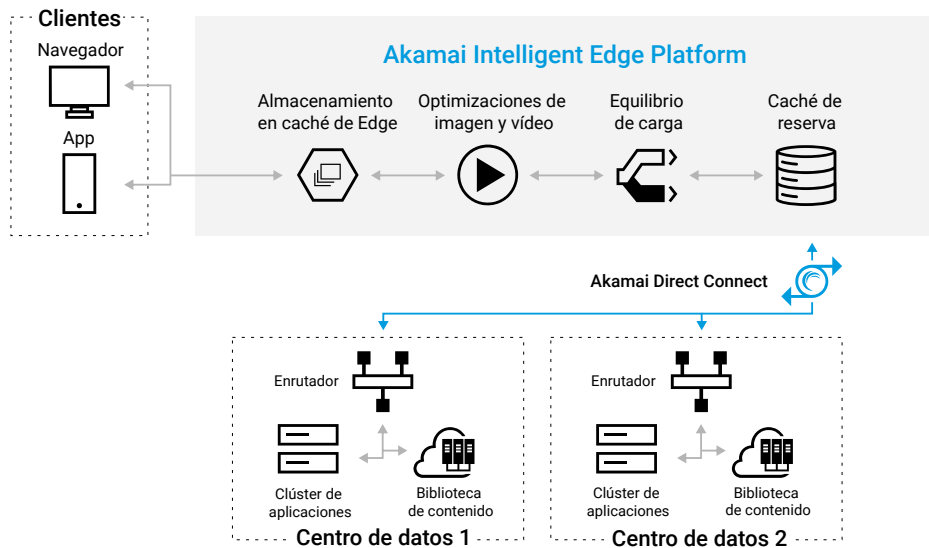 Clientes
Navegador
App
Akamai Intelligent Edge Platform
Almacenamiento
en caché de Edge
Optimizaciones de
imagen y vídeo
Equilibrio
de carga
Caché de
reserva
Akamai Direct Connect
Enrutador
Clúster de
aplicaciones
Biblioteca
de contenido
Centro de datos 1
Enrutador
Clúster de
aplicaciones
Biblioteca
de contenido
Centro de datos 2